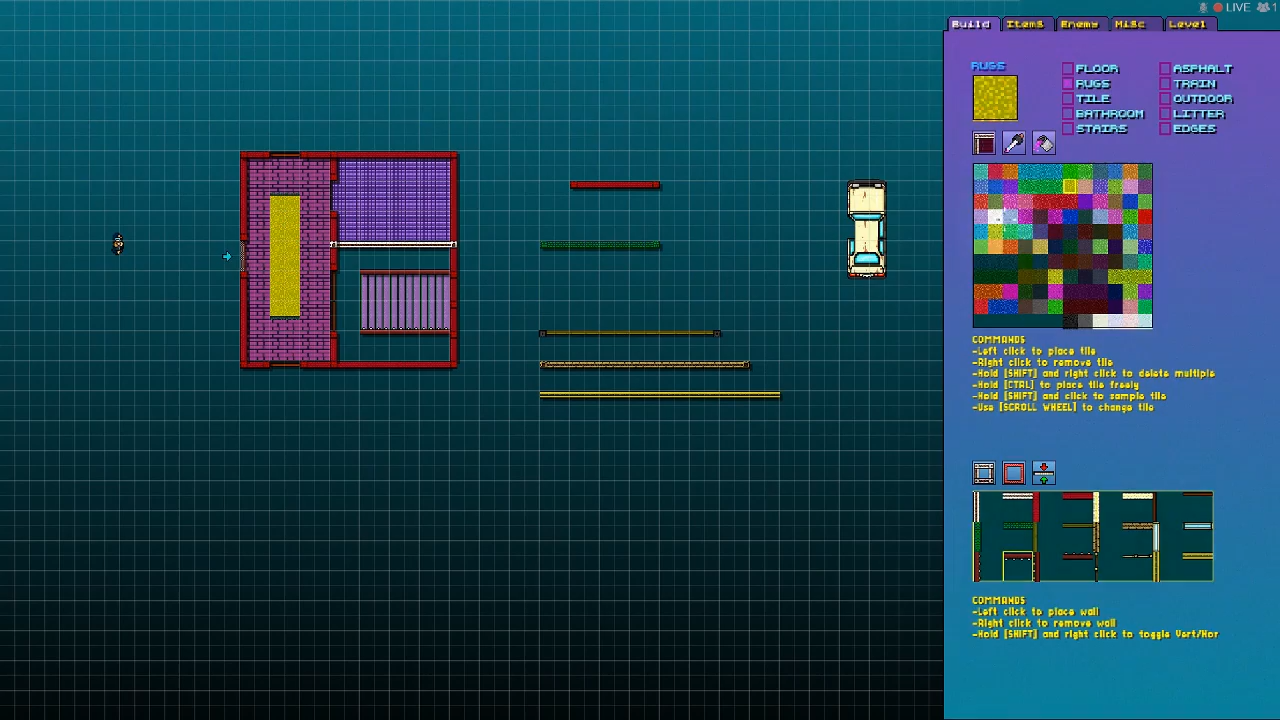 LIVE 1
Build Items Enemy Misc Level
RUGS
FLOOR ASPHALT
RUGS TRAIN
TILE OUTDOOR
BATHROOM LITTER
STAIRS EDGES
COMMANDS
-Left click to place tile
-Right click to remove tile
-Hold [SHIFT] and right click to delete multiple
-Hold [CTRL] to place tile freely
-Hold [SHIFT] and click to sample tile
-Use [SCROLL WHEEL] to change tile
COMMANDS
-Left click to place wall
-Right click to remove wall
-Hold [SHIFT] and right click to toggle Vert/Hor